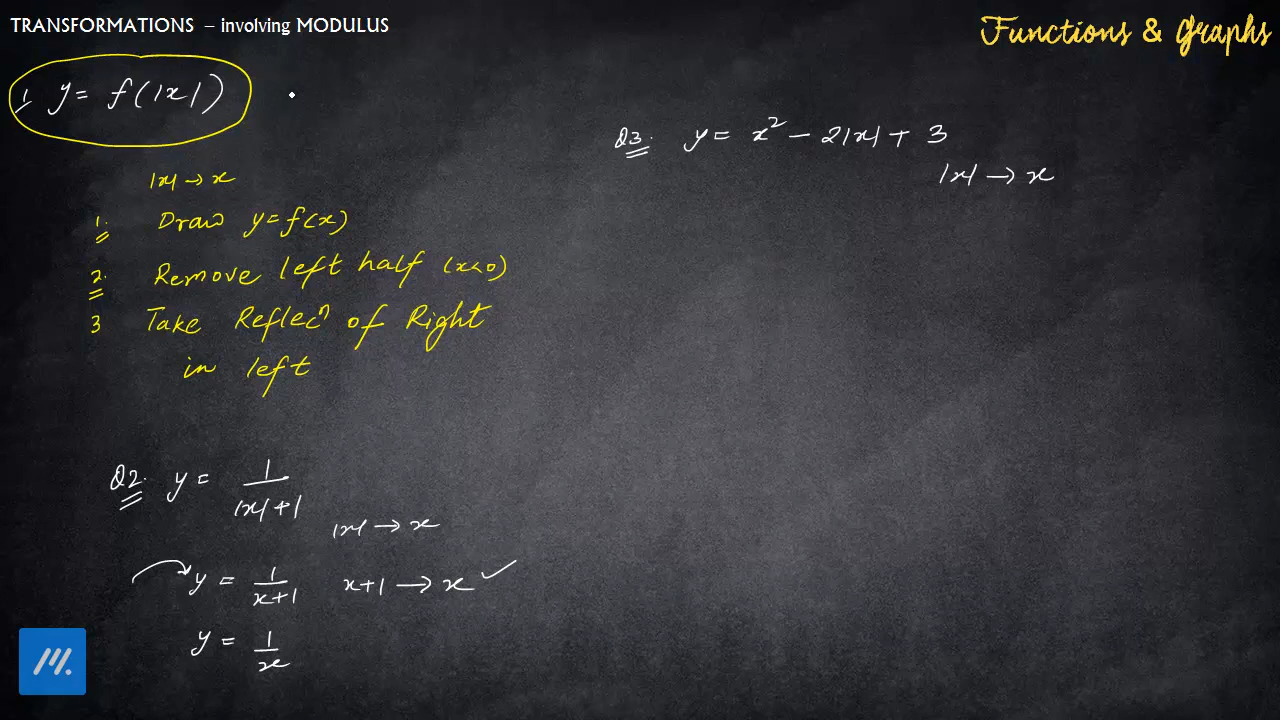 TRANSFORMATIONS – involving MODULUS
Functions & Graphs
1. y = f(|x|)
|x| → x
1. Draw y = f(x)
2. Remove left half (x<0)
3 Take Reflecⁿ of Right
in left
Q2. y = 1/(|x|+1)
|x| → x
y = 1/(x+1) x+1 → x ✓
y = 1/x
Q3. y = x² – 2|x| + 3
|x| → x